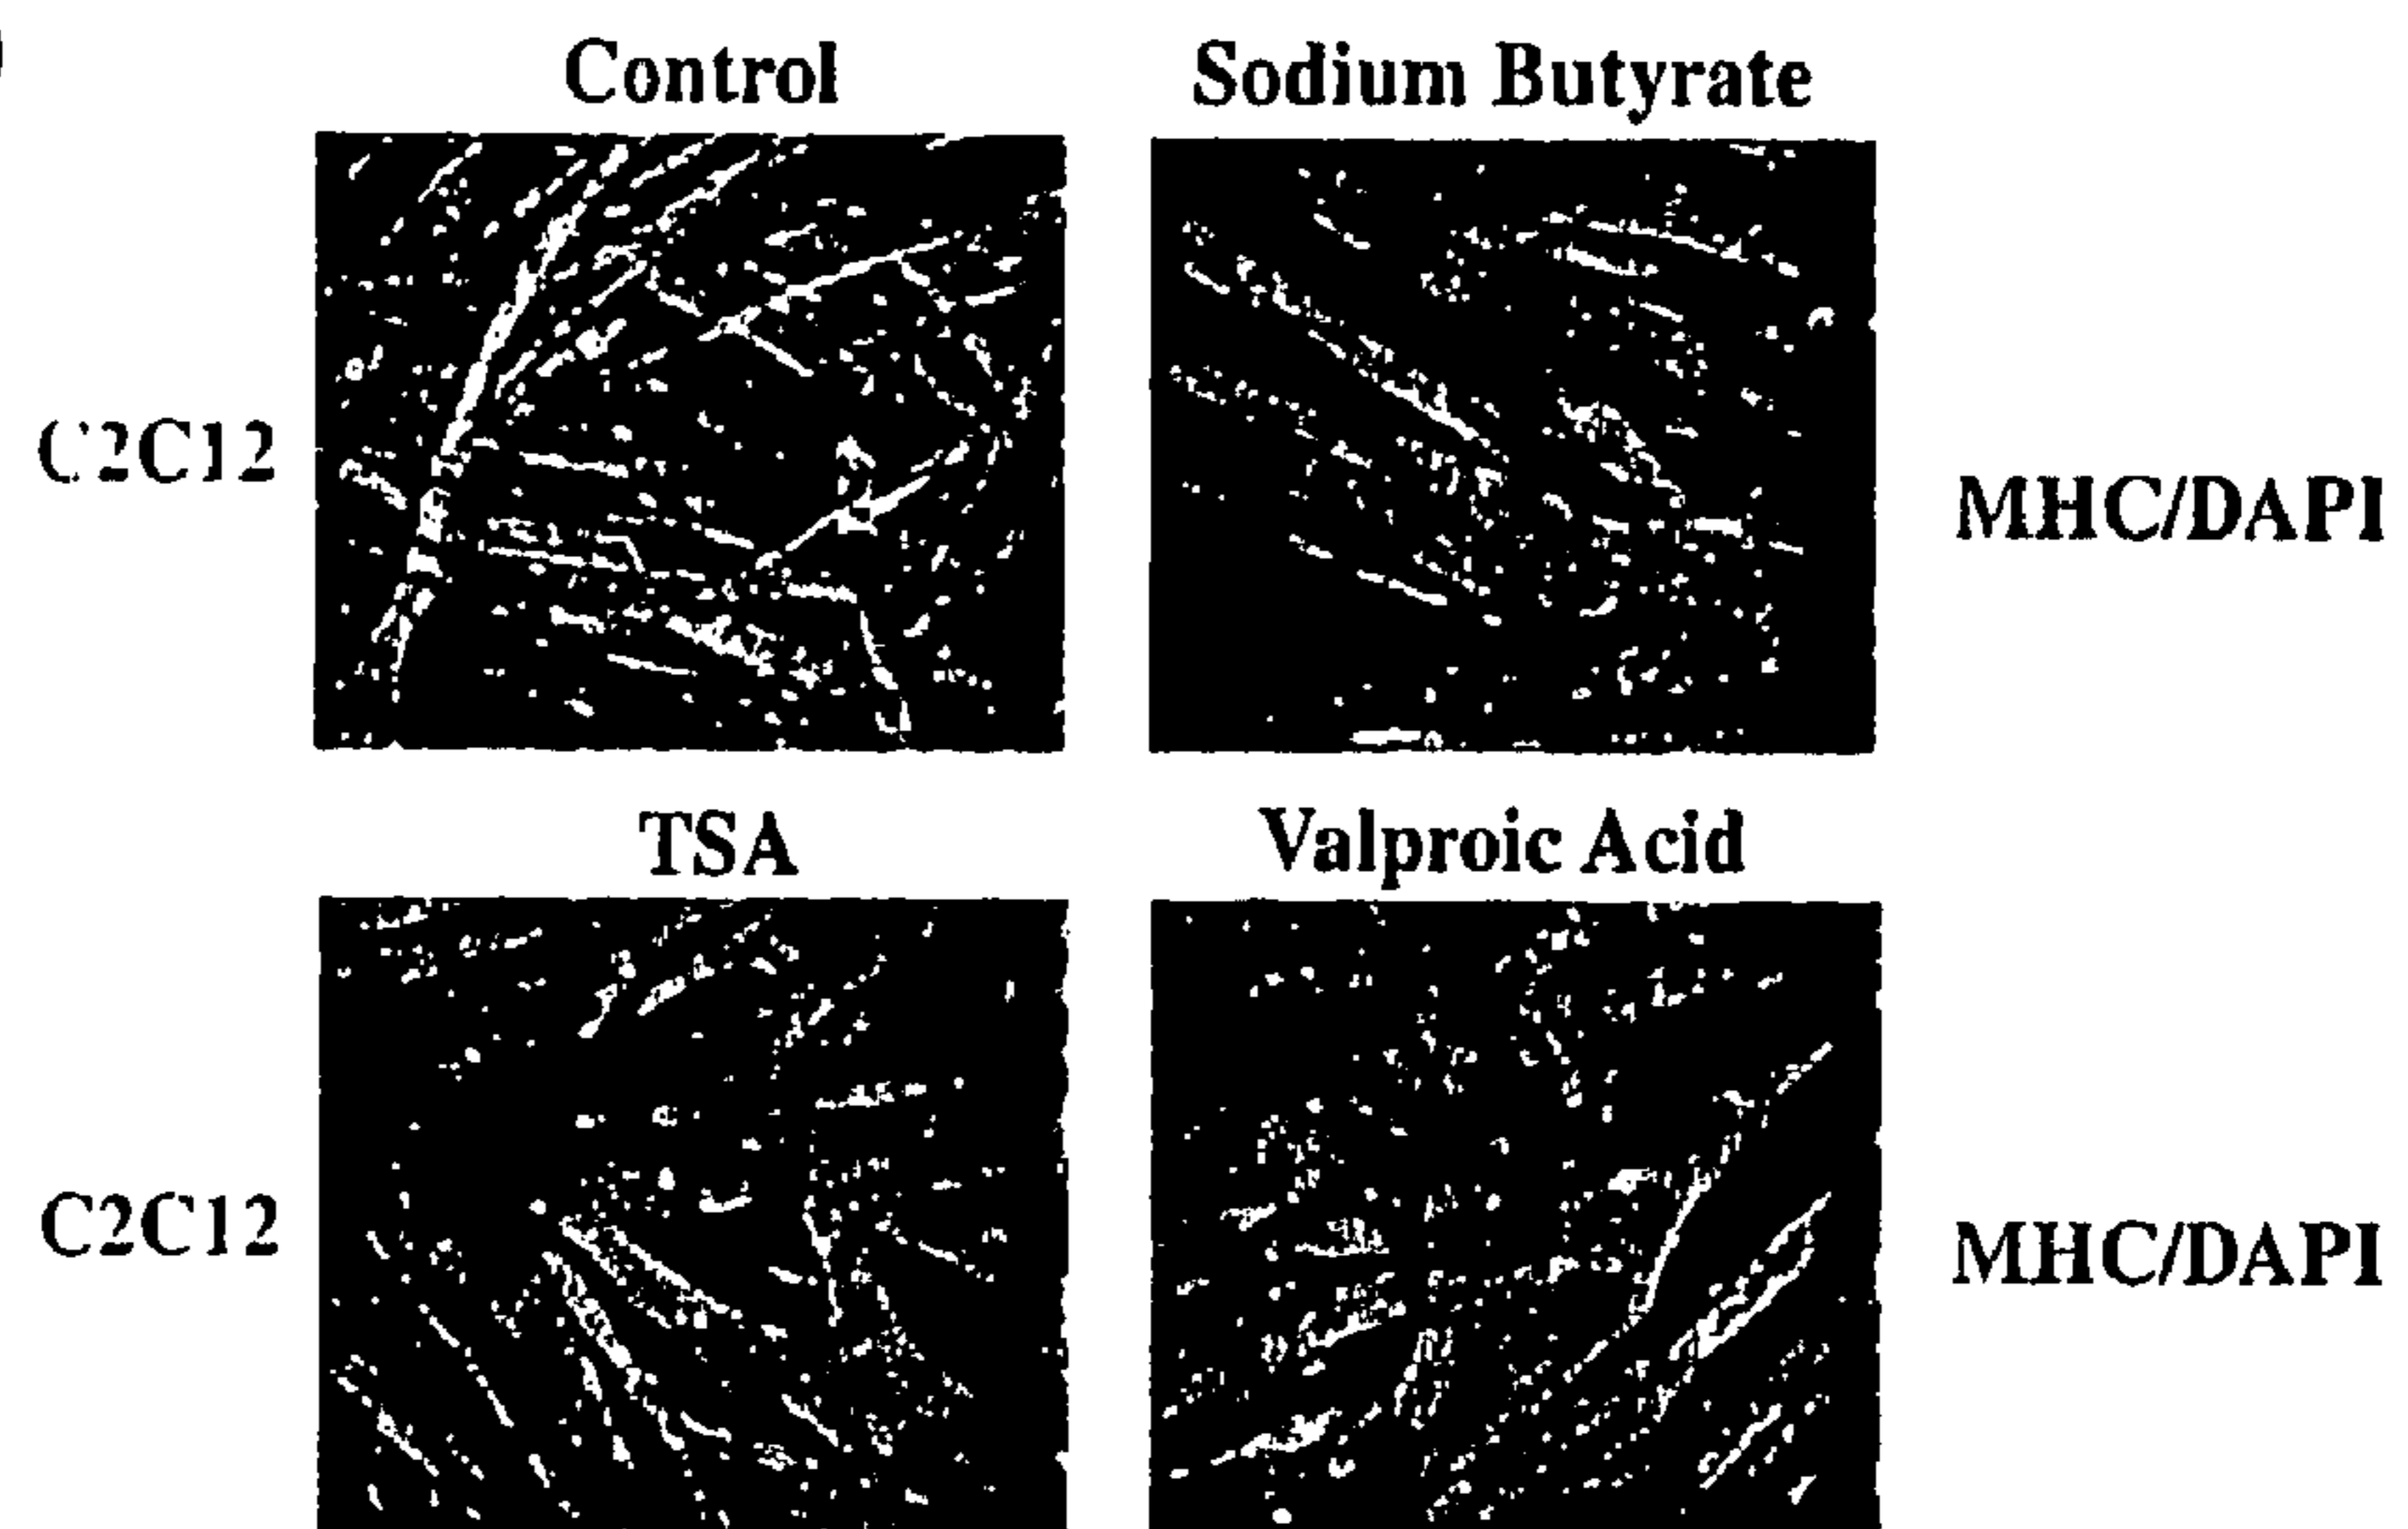 Control Sodium Butyrate
C2C12 MHC/DAPI
TSA Valproic Acid
C2C12 MHC/DAPI